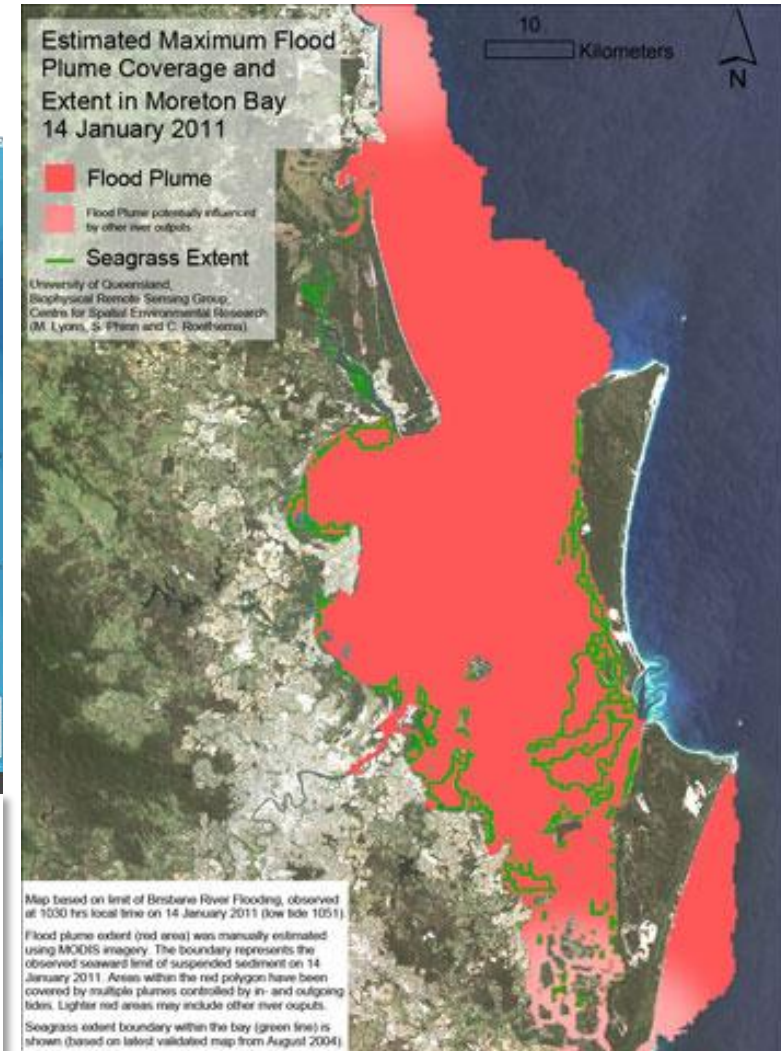 Estimated Maximum Flood
Plume Coverage and
Extent in Moreton Bay
14 January 2011
Flood Plume
Flood Plume potentially influenced
by other river outputs
Seagrass Extent
University of Queensland,
Biophysical Remote Sensing Group,
Centre for Spatial Environmental Research
(M. Lyons, S. Phinn and C. Roelfsema)
10
Kilometers
N
Map based on limit of Brisbane River Flooding, observed
at 1030 hrs local time on 14 January 2011 (low tide 1051).
Flood plume extent (red area) was manually estimated
using MODIS imagery. The boundary represents the
observed seaward limit of suspended sediment on 14
January 2011. Areas within the red polygon have been
covered by multiple plumes controlled by in- and outgoing
tides. Lighter red areas may include other river ouputs.
Seagrass extent boundary within the bay (green line) is
shown (based on latest validated map from August 2004)